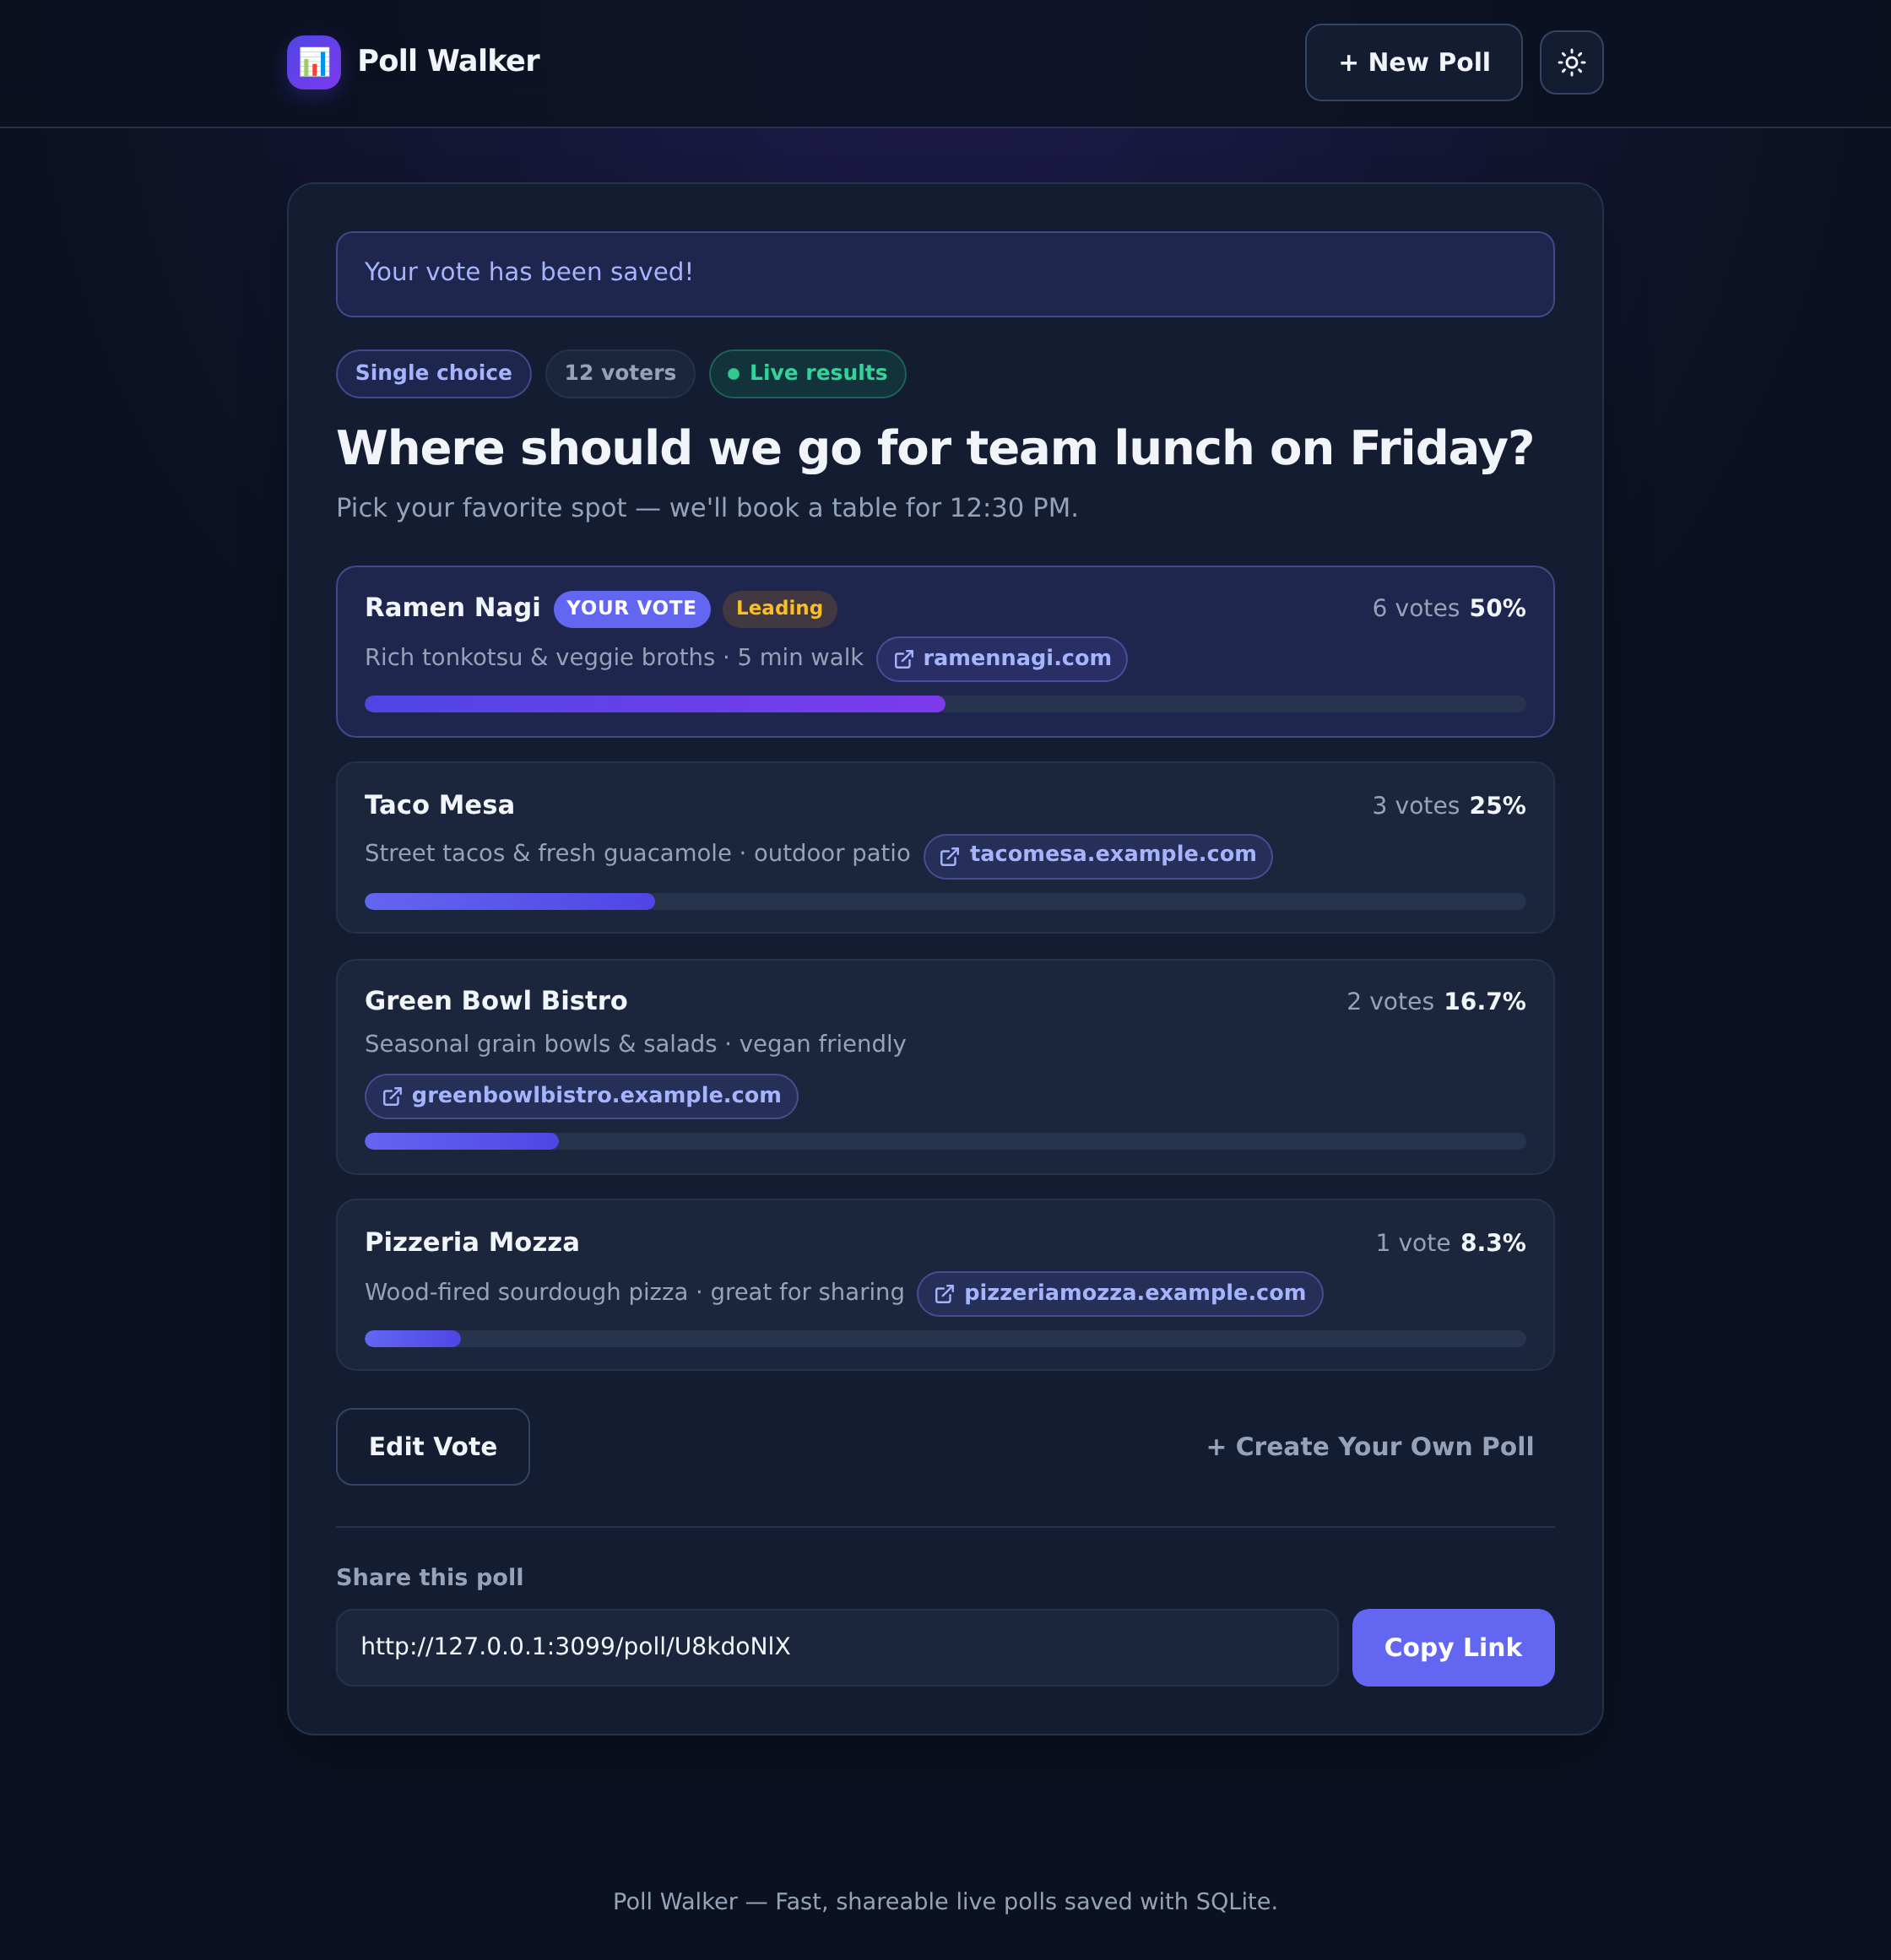 Poll Walker
+ New Poll
Your vote has been saved!
Single choice 12 voters Live results
Where should we go for team lunch on Friday?
Pick your favorite spot — we'll book a table for 12:30 PM.
Ramen Nagi YOUR VOTE Leading 6 votes 50%
Rich tonkotsu & veggie broths · 5 min walk ramennagi.com
Taco Mesa 3 votes 25%
Street tacos & fresh guacamole · outdoor patio tacomesa.example.com
Green Bowl Bistro 2 votes 16.7%
Seasonal grain bowls & salads · vegan friendly
greenbowlbistro.example.com
Pizzeria Mozza 1 vote 8.3%
Wood-fired sourdough pizza · great for sharing pizzeriamozza.example.com
Edit Vote + Create Your Own Poll
Share this poll
http://127.0.0.1:3099/poll/U8kdoNlX Copy Link
Poll Walker — Fast, shareable live polls saved with SQLite.